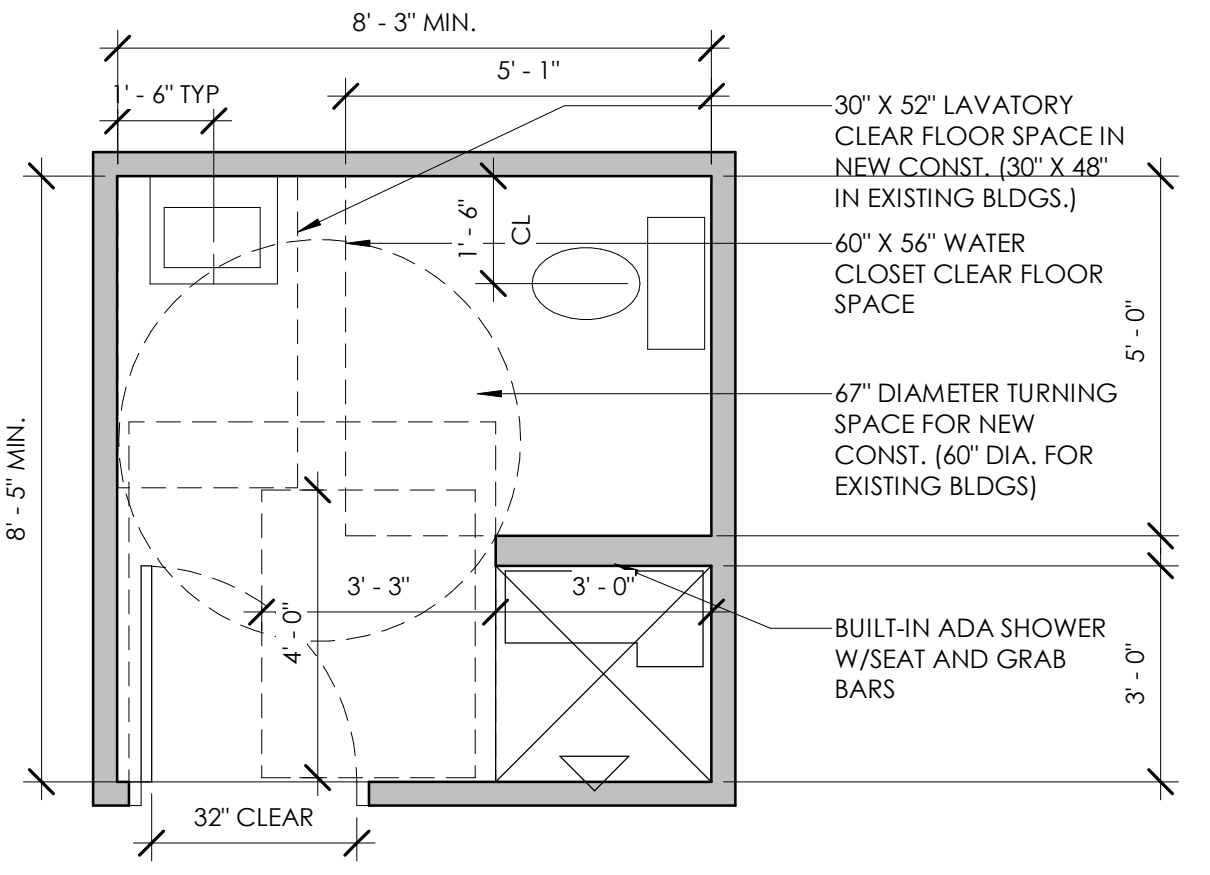 8' - 3" MIN.
5' - 1"
1' - 6" TYP
30" X 52" LAVATORY
CLEAR FLOOR SPACE IN
NEW CONST. (30" X 48"
IN EXISTING BLDGS.)
1' - 6"
CL
60" X 56" WATER
CLOSET CLEAR FLOOR
SPACE
5' - 0"
67" DIAMETER TURNING
SPACE FOR NEW
CONST. (60" DIA. FOR
EXISTING BLDGS)
8' - 5" MIN.
3' - 3"
3' - 0"
4' - 0"
BUILT-IN ADA SHOWER
W/SEAT AND GRAB
BARS
3' - 0"
32" CLEAR